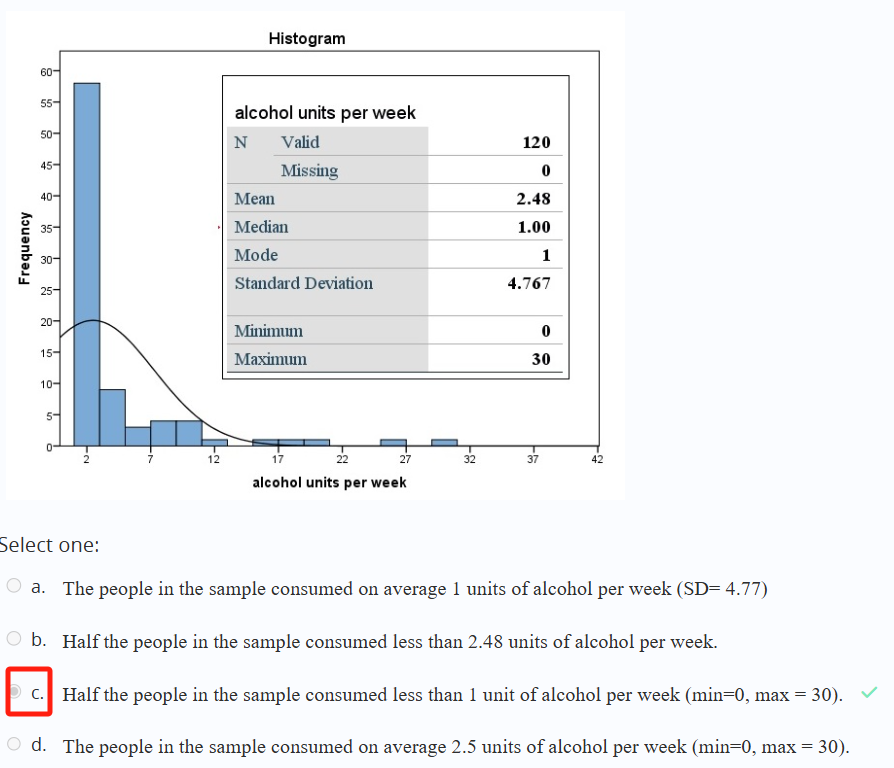 Histogram
60
55
50
45
40
35
30
25
20
15
10
5
0
Frequency
alcohol units per week
N Valid 120
Missing 0
Mean 2.48
Median 1.00
Mode 1
Standard Deviation 4.767
Minimum 0
Maximum 30
2 7 12 17 22 27 32 37 42
alcohol units per week
Select one:
a. The people in the sample consumed on average 1 units of alcohol per week (SD= 4.77)
b. Half the people in the sample consumed less than 2.48 units of alcohol per week.
c. Half the people in the sample consumed less than 1 unit of alcohol per week (min=0, max = 30).
d. The people in the sample consumed on average 2.5 units of alcohol per week (min=0, max = 30).